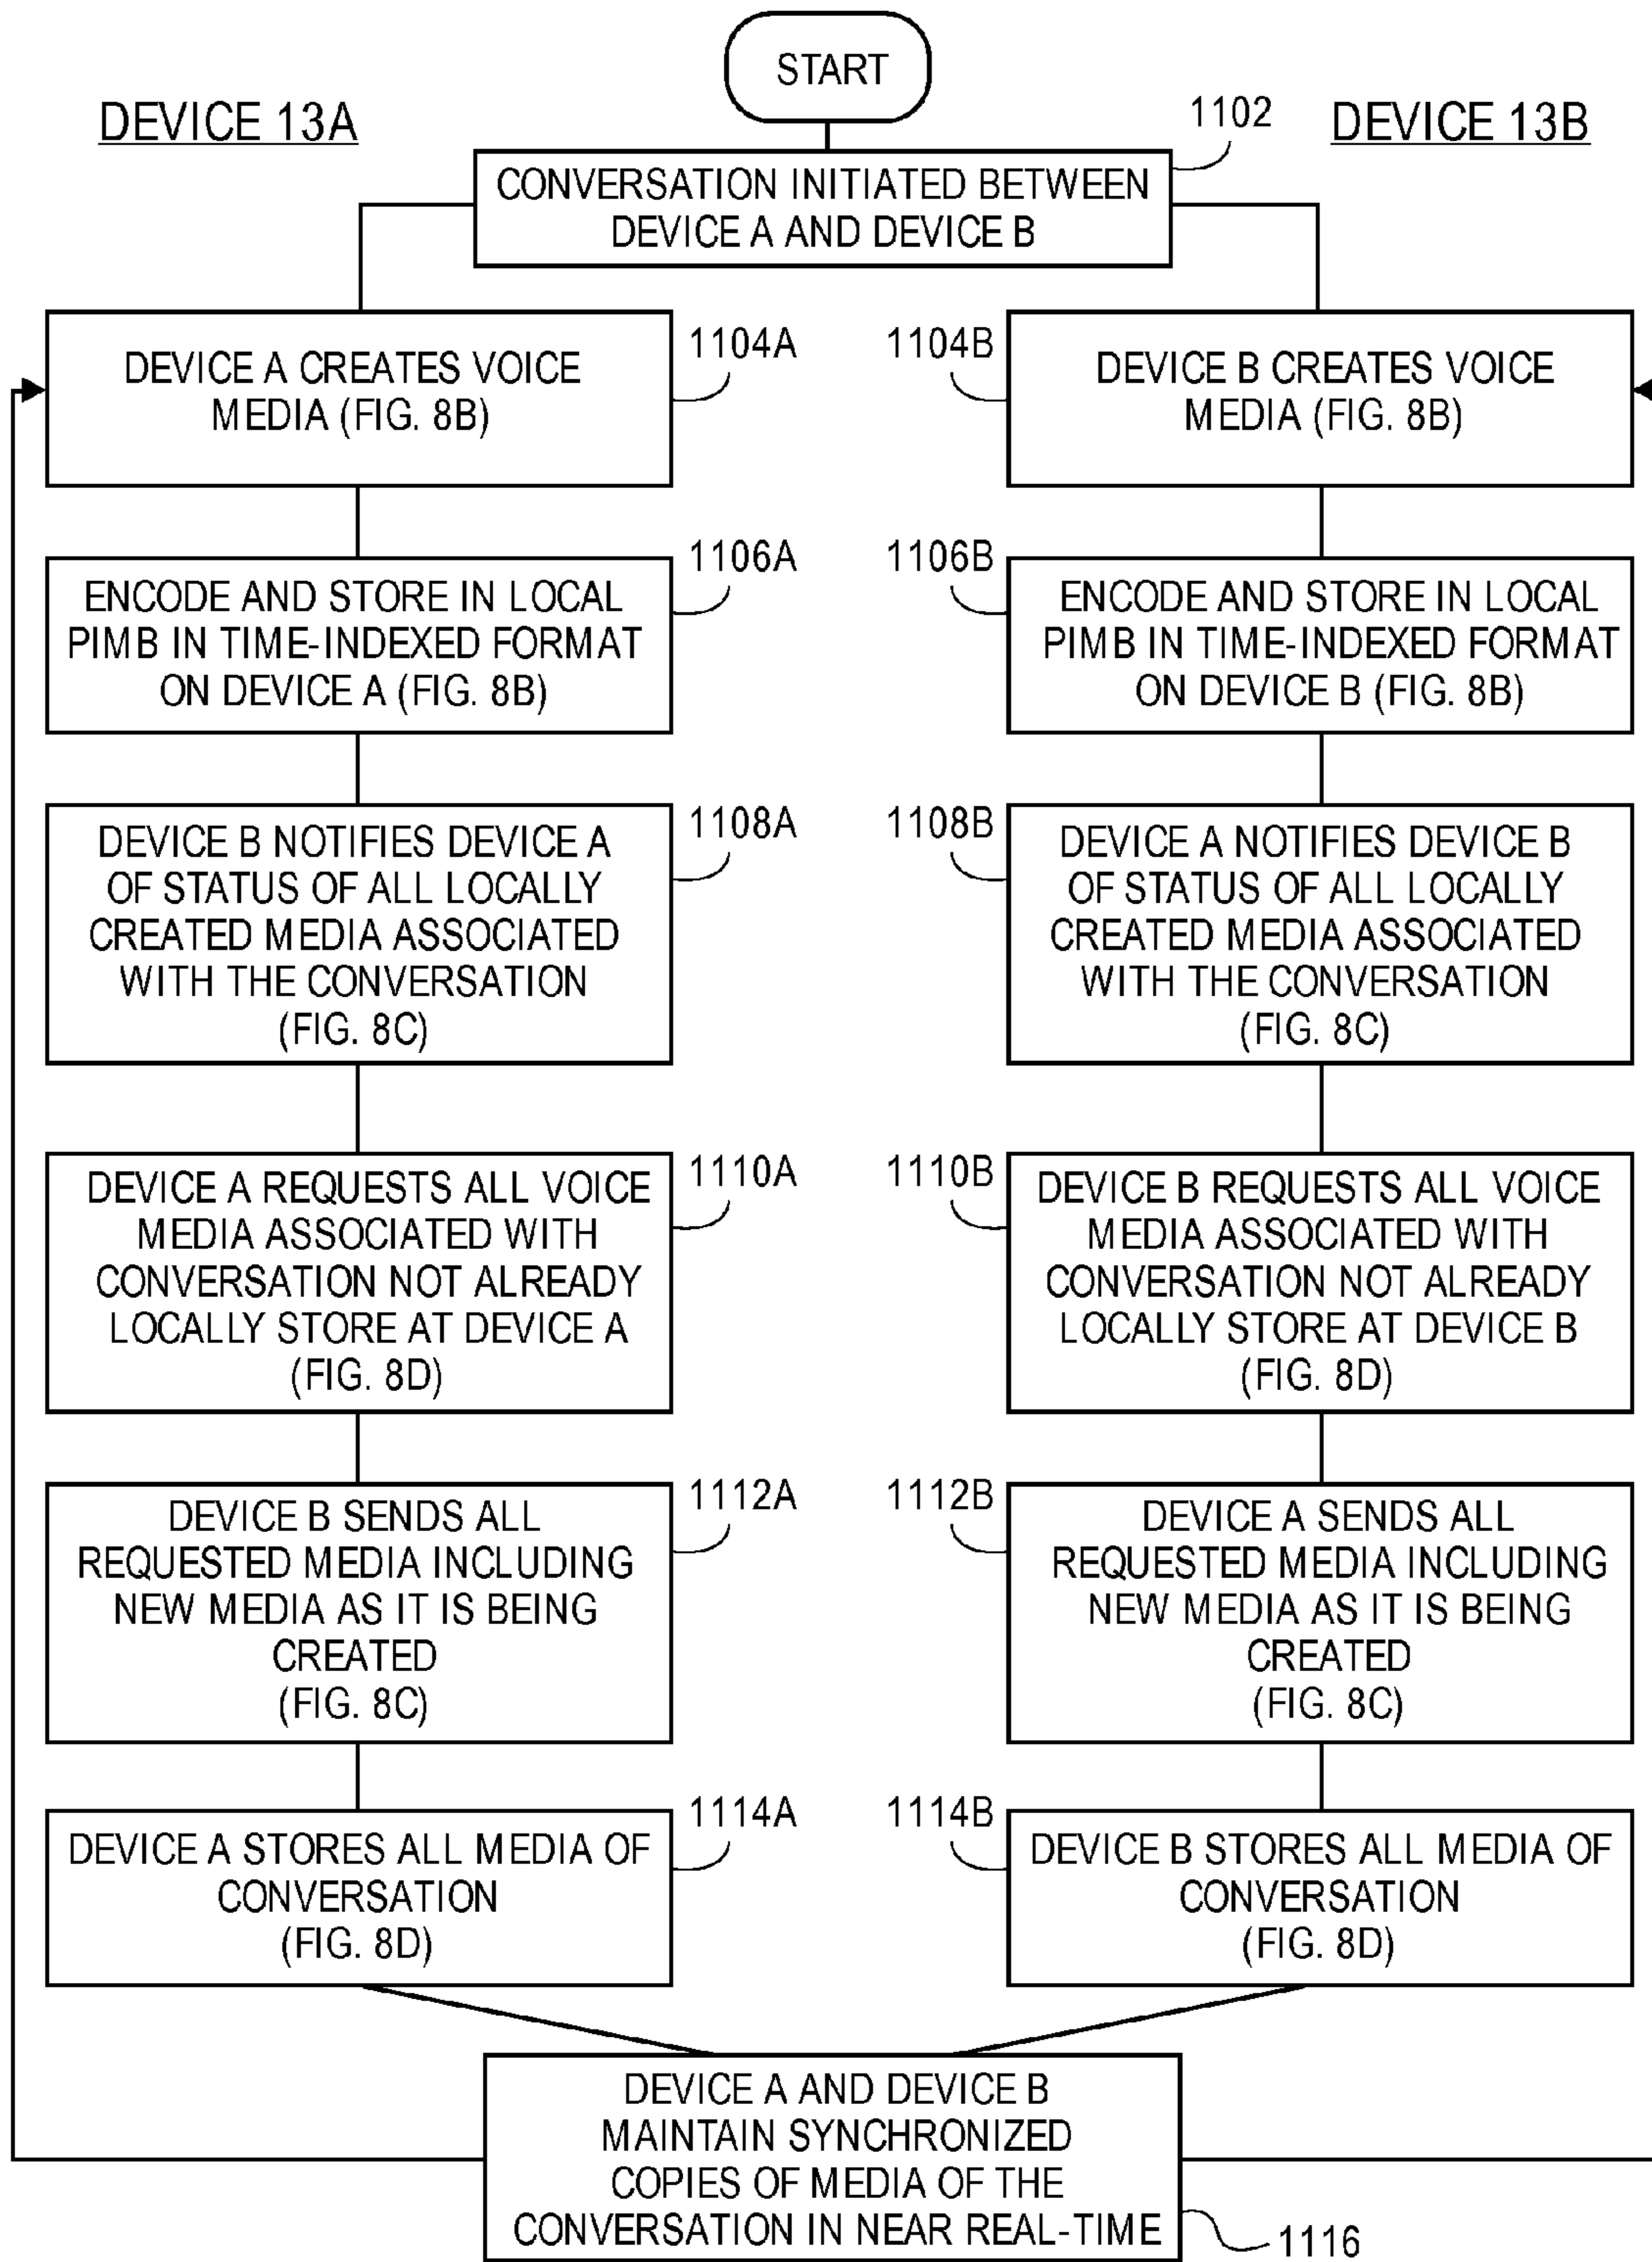 START
DEVICE 13A
1102
DEVICE 13B
CONVERSATION INITIATED BETWEEN
DEVICE A AND DEVICE B
DEVICE A CREATES VOICE
MEDIA (FIG. 8B)
1104A
1104B
DEVICE B CREATES VOICE
MEDIA (FIG. 8B)
ENCODE AND STORE IN LOCAL
PIMB IN TIME-INDEXED FORMAT
ON DEVICE A (FIG. 8B)
1106A
1106B
ENCODE AND STORE IN LOCAL
PIMB IN TIME-INDEXED FORMAT
ON DEVICE B (FIG. 8B)
DEVICE B NOTIFIES DEVICE A
OF STATUS OF ALL LOCALLY
CREATED MEDIA ASSOCIATED
WITH THE CONVERSATION
(FIG. 8C)
1108A
1108B
DEVICE A NOTIFIES DEVICE B
OF STATUS OF ALL LOCALLY
CREATED MEDIA ASSOCIATED
WITH THE CONVERSATION
(FIG. 8C)
DEVICE A REQUESTS ALL VOICE
MEDIA ASSOCIATED WITH
CONVERSATION NOT ALREADY
LOCALLY STORE AT DEVICE A
(FIG. 8D)
1110A
1110B
DEVICE B REQUESTS ALL VOICE
MEDIA ASSOCIATED WITH
CONVERSATION NOT ALREADY
LOCALLY STORE AT DEVICE B
(FIG. 8D)
DEVICE B SENDS ALL
REQUESTED MEDIA INCLUDING
NEW MEDIA AS IT IS BEING
CREATED
(FIG. 8C)
1112A
1112B
DEVICE A SENDS ALL
REQUESTED MEDIA INCLUDING
NEW MEDIA AS IT IS BEING
CREATED
(FIG. 8C)
DEVICE A STORES ALL MEDIA OF
CONVERSATION
(FIG. 8D)
1114A
1114B
DEVICE B STORES ALL MEDIA OF
CONVERSATION
(FIG. 8D)
DEVICE A AND DEVICE B
MAINTAIN SYNCHRONIZED
COPIES OF MEDIA OF THE
CONVERSATION IN NEAR REAL-TIME
1116